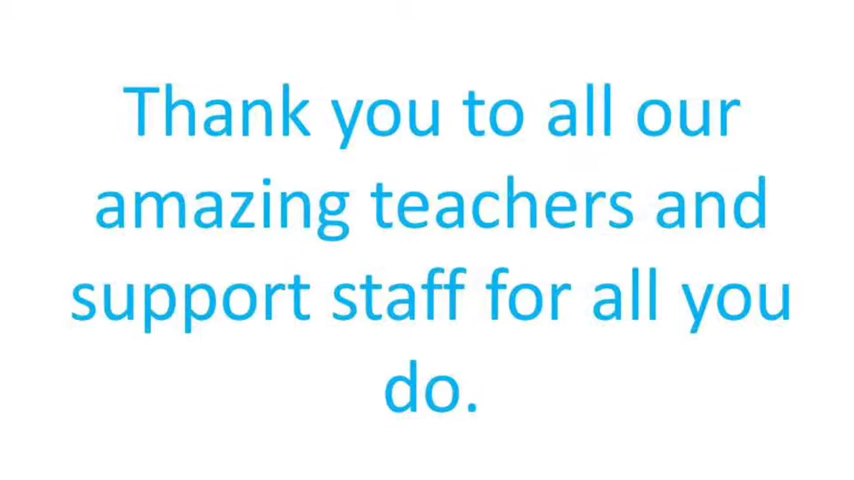 Thank you to all our
amazing teachers and
support staff for all you
do.